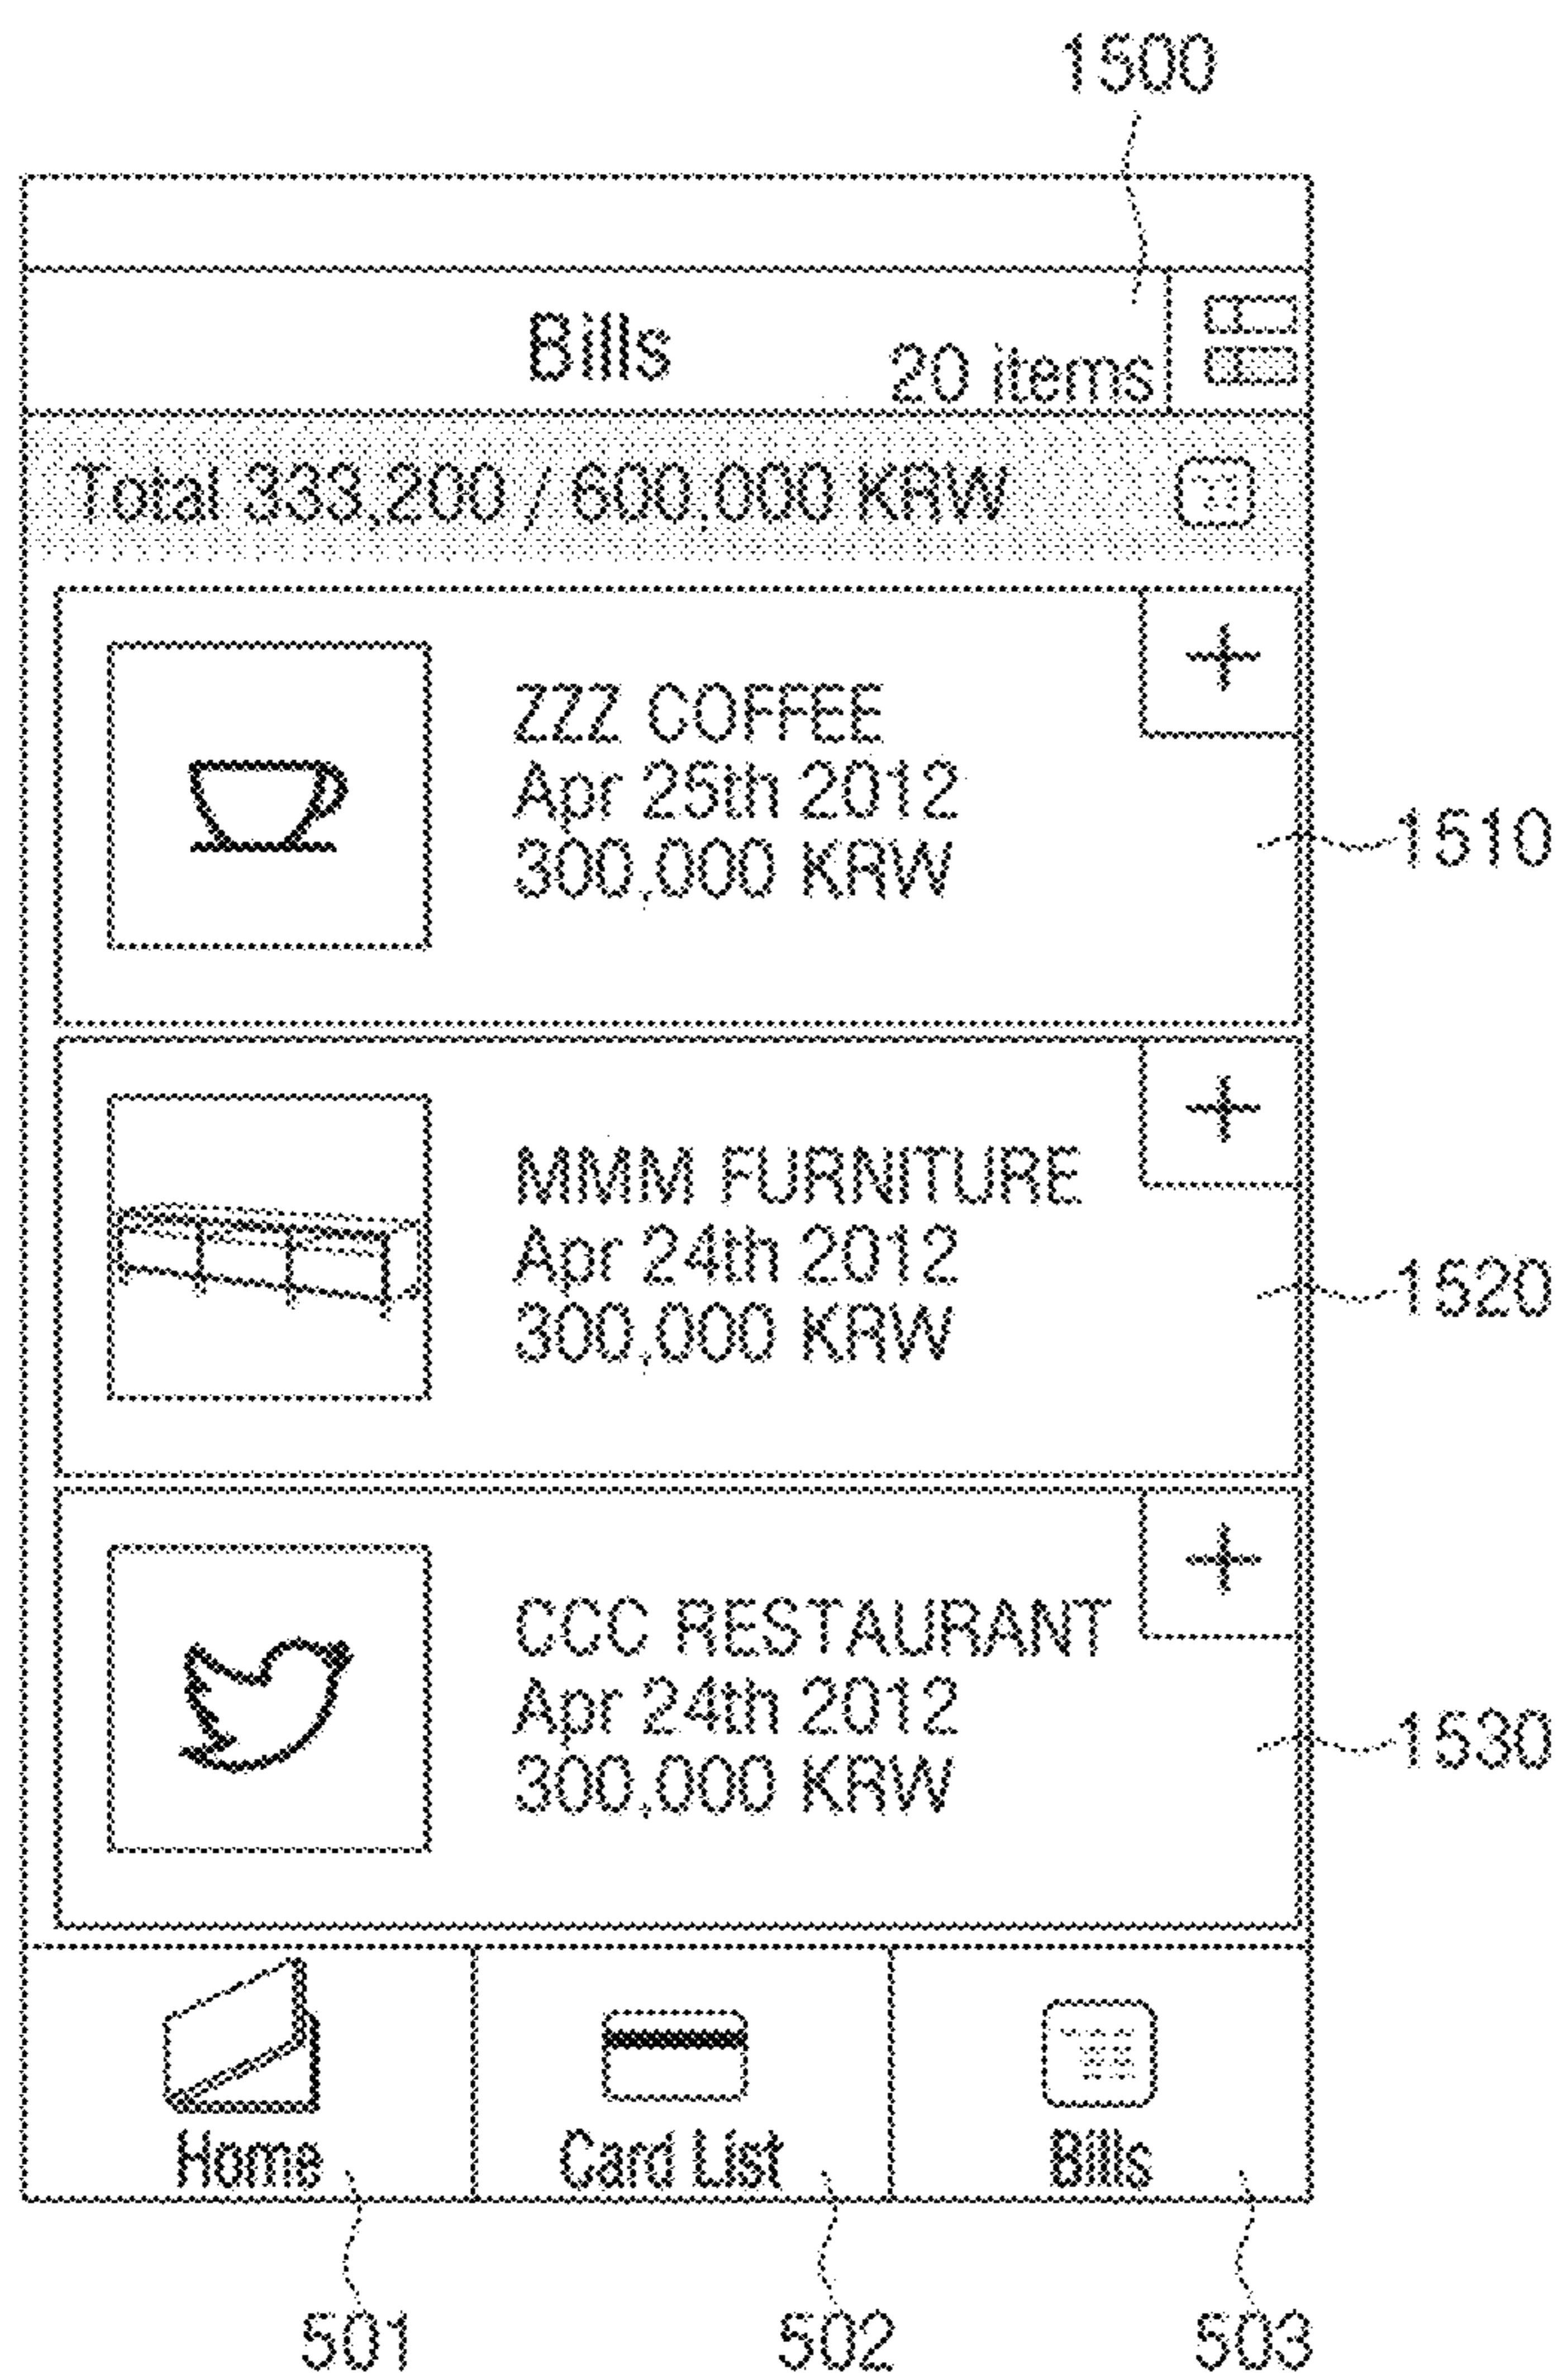 1500
Bills
20 items
Total 333,200 / 600,000 KRW
ZZZ COFFEE
Apr 25th 2012
300,000 KRW
1510
MMM FURNITURE
Apr 24th 2012
300,000 KRW
1520
CCC RESTAURANT
Apr 24th 2012
300,000 KRW
1530
Home
Card List
Bills
501
502
503